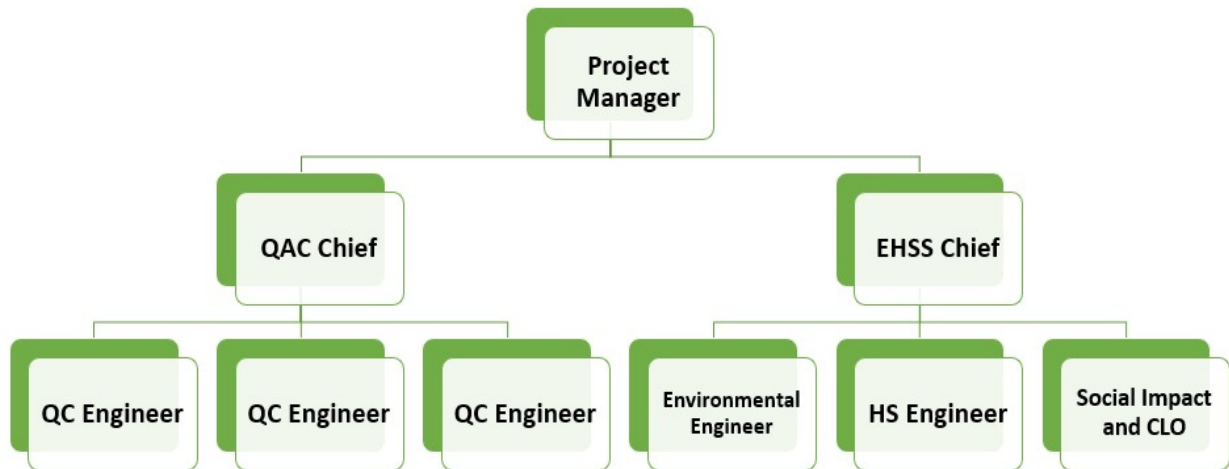 Project
Manager
QAC Chief
EHSS Chief
QC Engineer
QC Engineer
QC Engineer
Environmental
Engineer
HS Engineer
Social Impact
and CLO